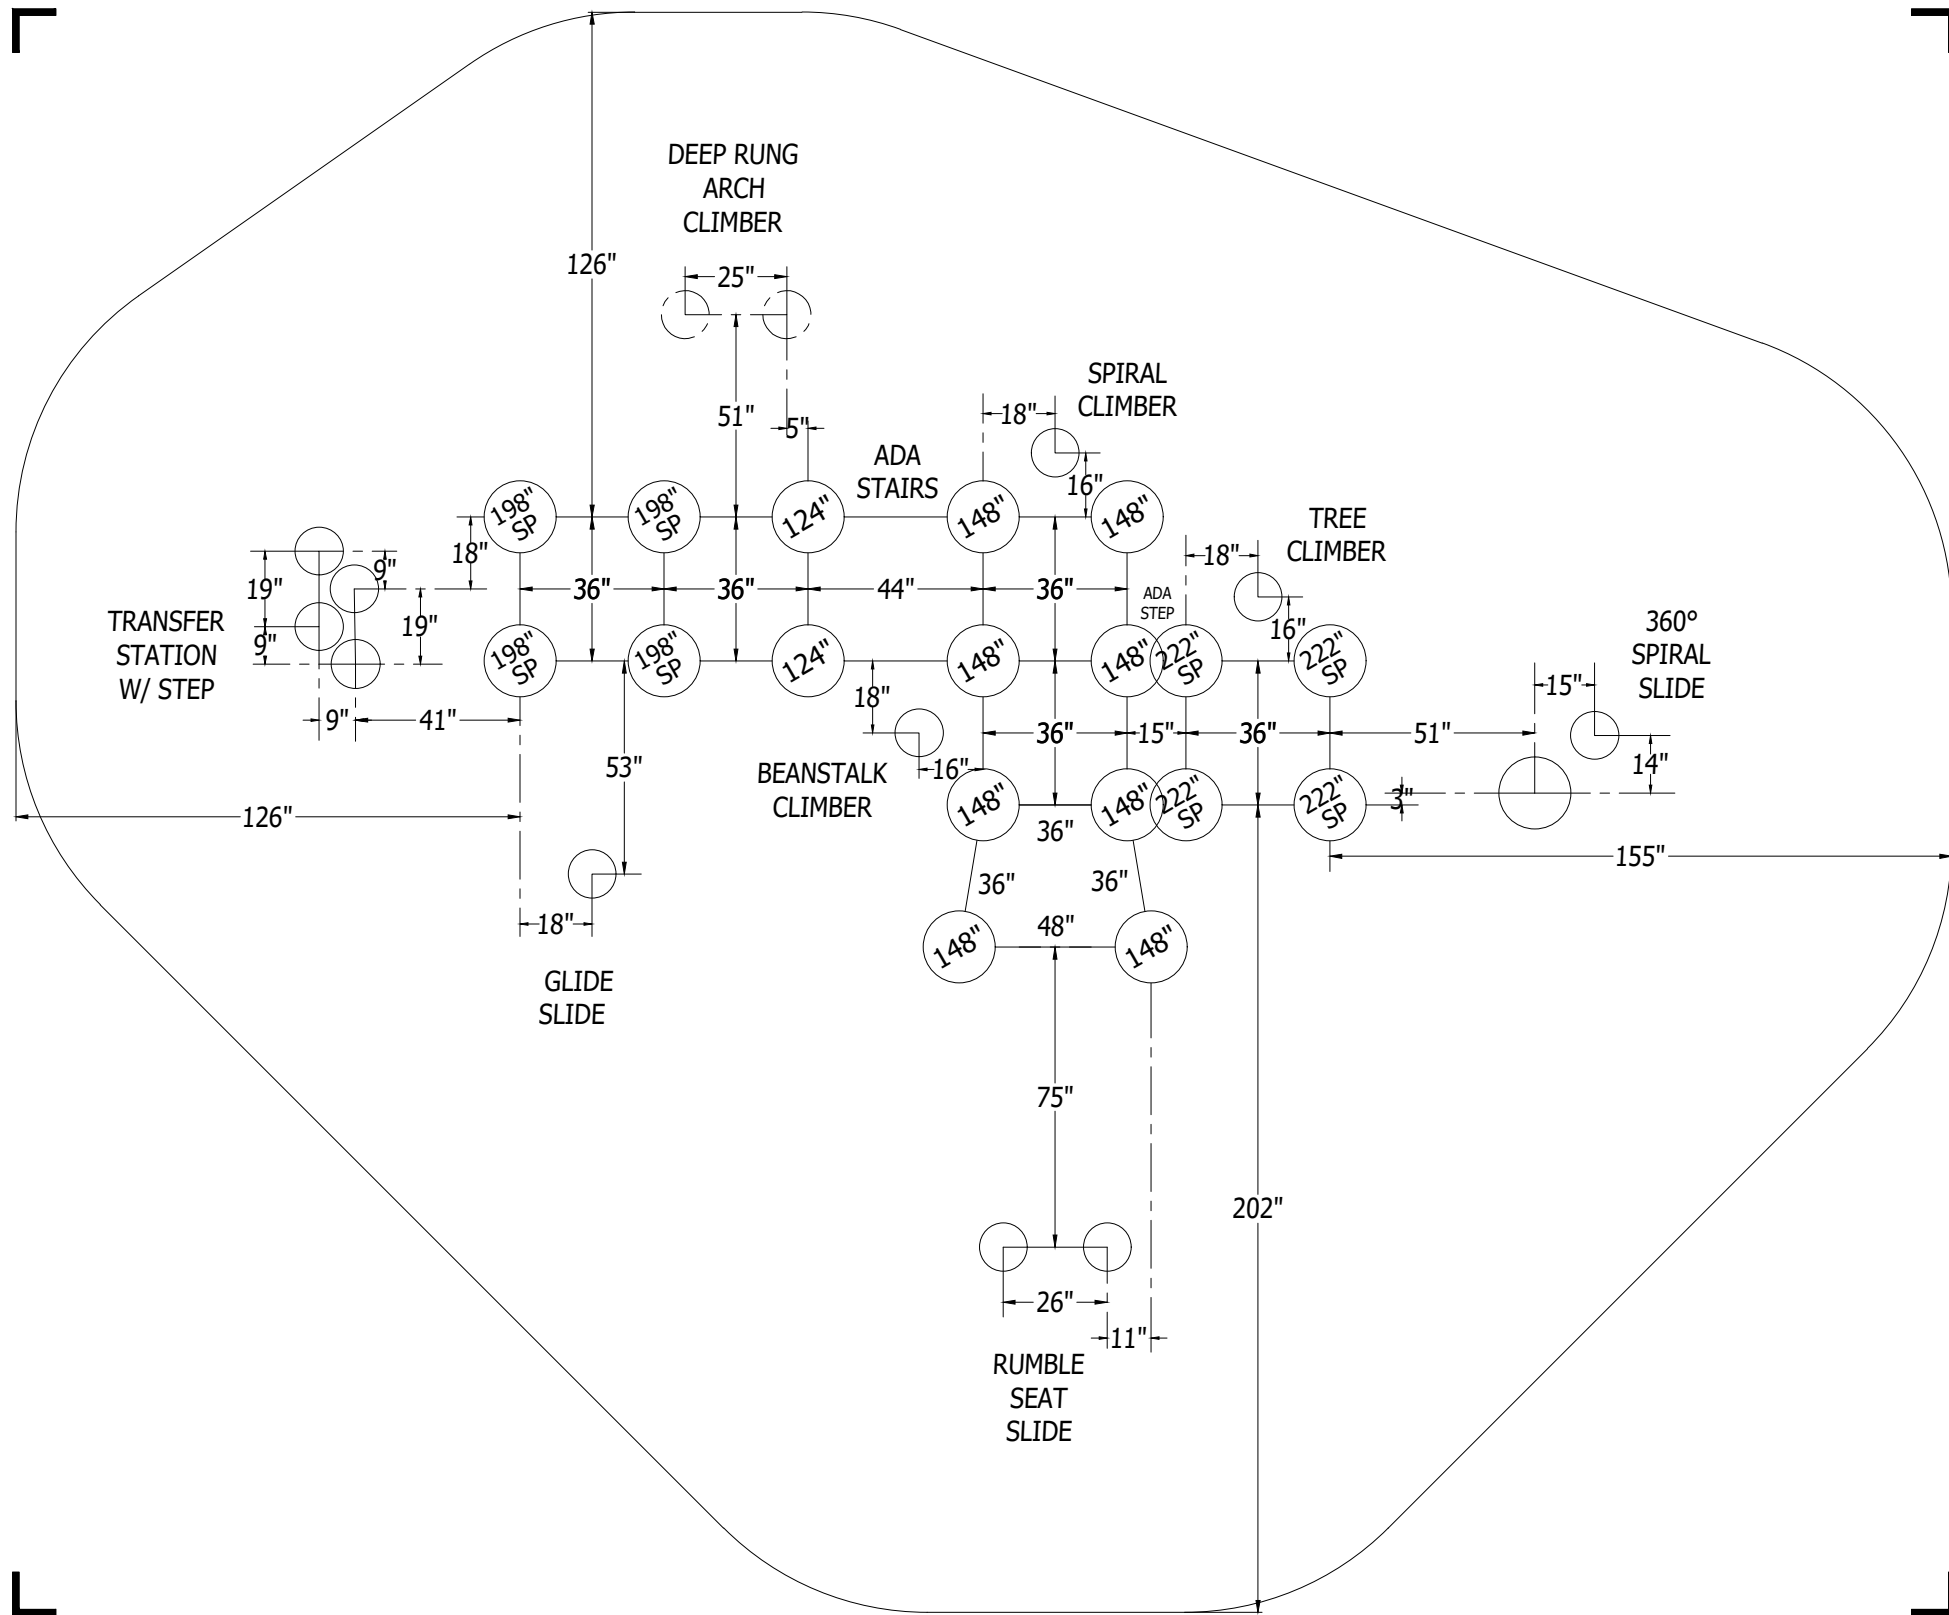 DEEP RUNG
ARCH
CLIMBER
126"
25"
51"
5"
SPIRAL
CLIMBER
18"
16"
ADA
STAIRS
198"
SP
198"
SP
124"
148"
148"
TREE
CLIMBER
18"
16"
18"
9"
19"
19"
9"
36"
36"
44"
36"
ADA
STEP
TRANSFER
STATION
W/ STEP
198"
SP
198"
SP
124"
148"
148"
222"
SP
222"
SP
360°
SPIRAL
SLIDE
15"
14"
9"
41"
18"
36"
15"
36"
51"
53"
16"
BEANSTALK
CLIMBER
148"
148"
222"
SP
222"
SP
3"
126"
36"
155"
36"
36"
18"
48"
148"
148"
GLIDE
SLIDE
75"
202"
26"
11"
RUMBLE
SEAT
SLIDE